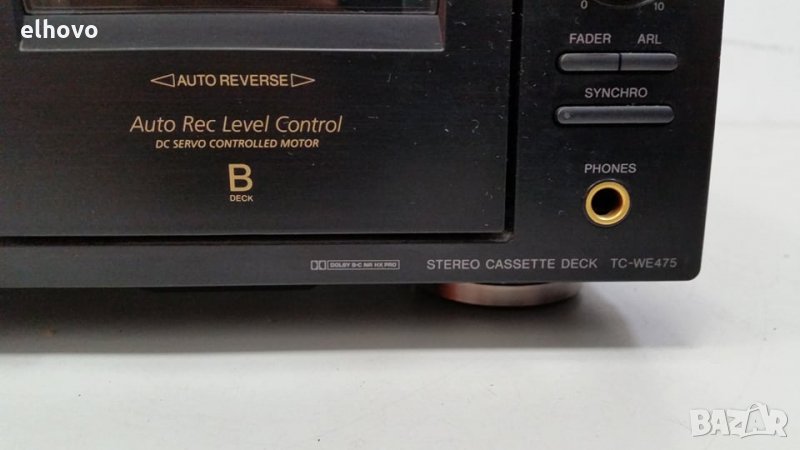 elhovo
0 10
FADER ARL
AUTO REVERSE
SYNCHRO
Auto Rec Level Control
DC SERVO CONTROLLED MOTOR
B
DECK
PHONES
DOLBY B-C NR HX PRO
STEREO CASSETTE DECK TC-WE475
BAZAR